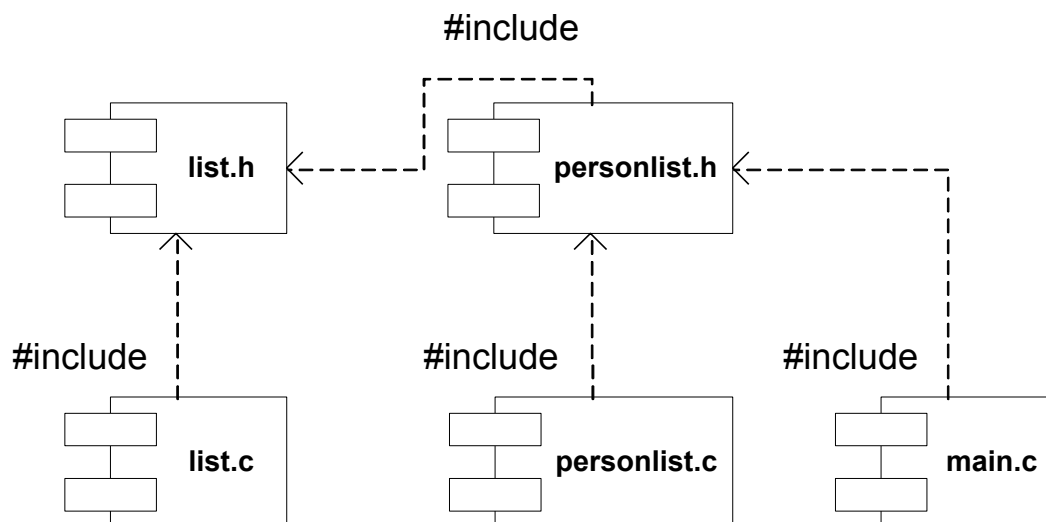 #include
list.h
personlist.h
#include
#include
#include
list.c
personlist.c
main.c